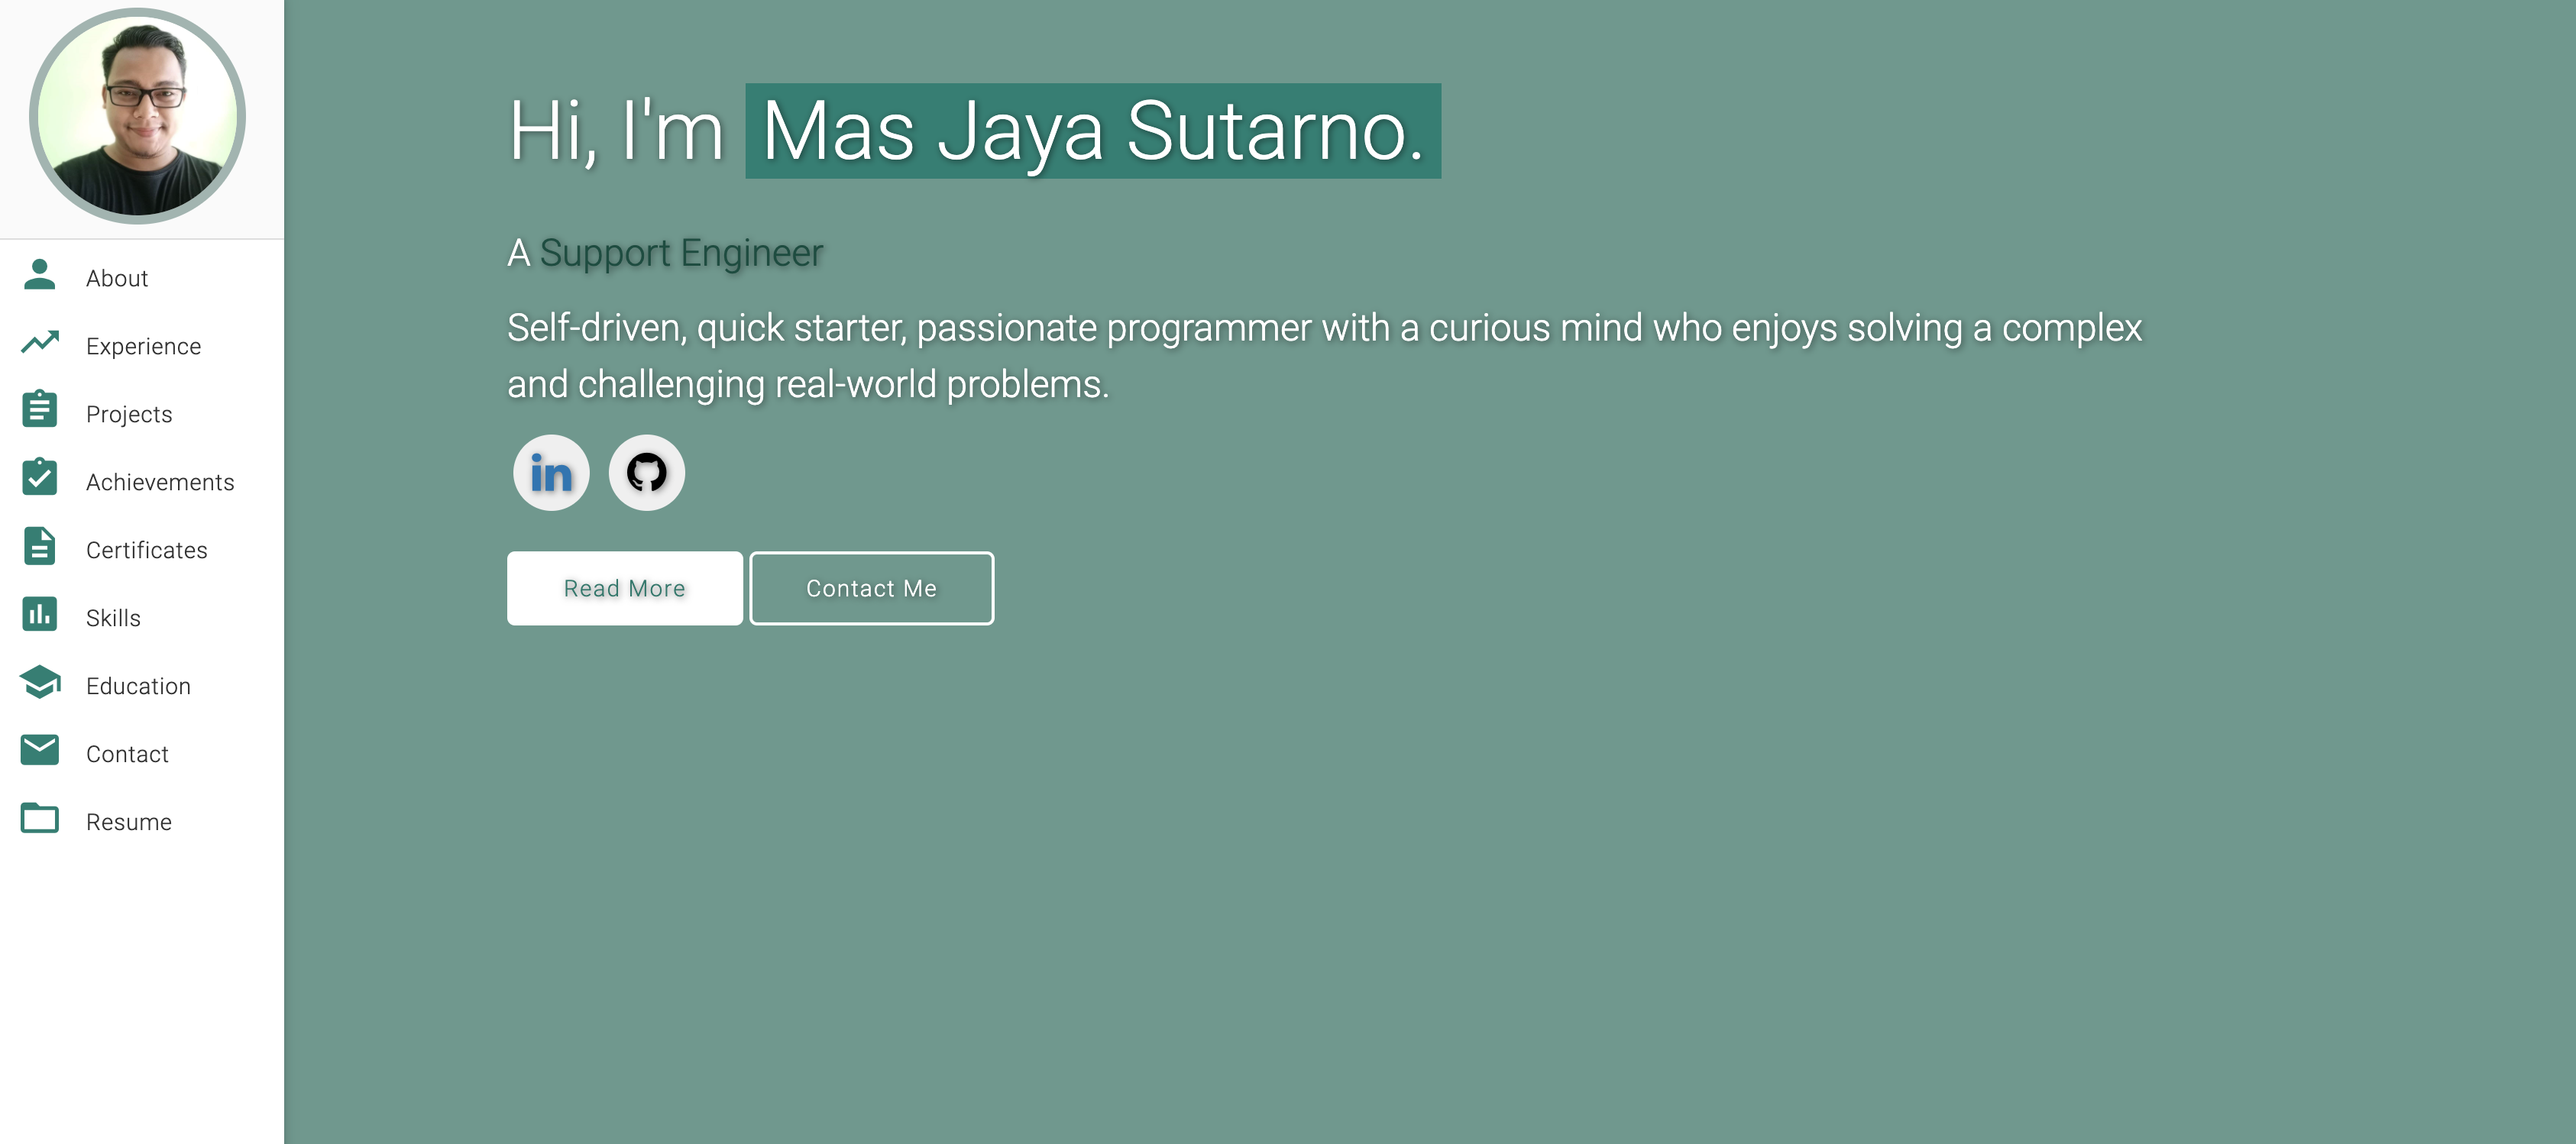 About
Experience
Projects
Achievements
Certificates
Skills
Education
Contact
Resume
Hi, I'm Mas Jaya Sutarno.
A Support Engineer
Self-driven, quick starter, passionate programmer with a curious mind who enjoys solving a complex
and challenging real-world problems.
in
Read More
Contact Me